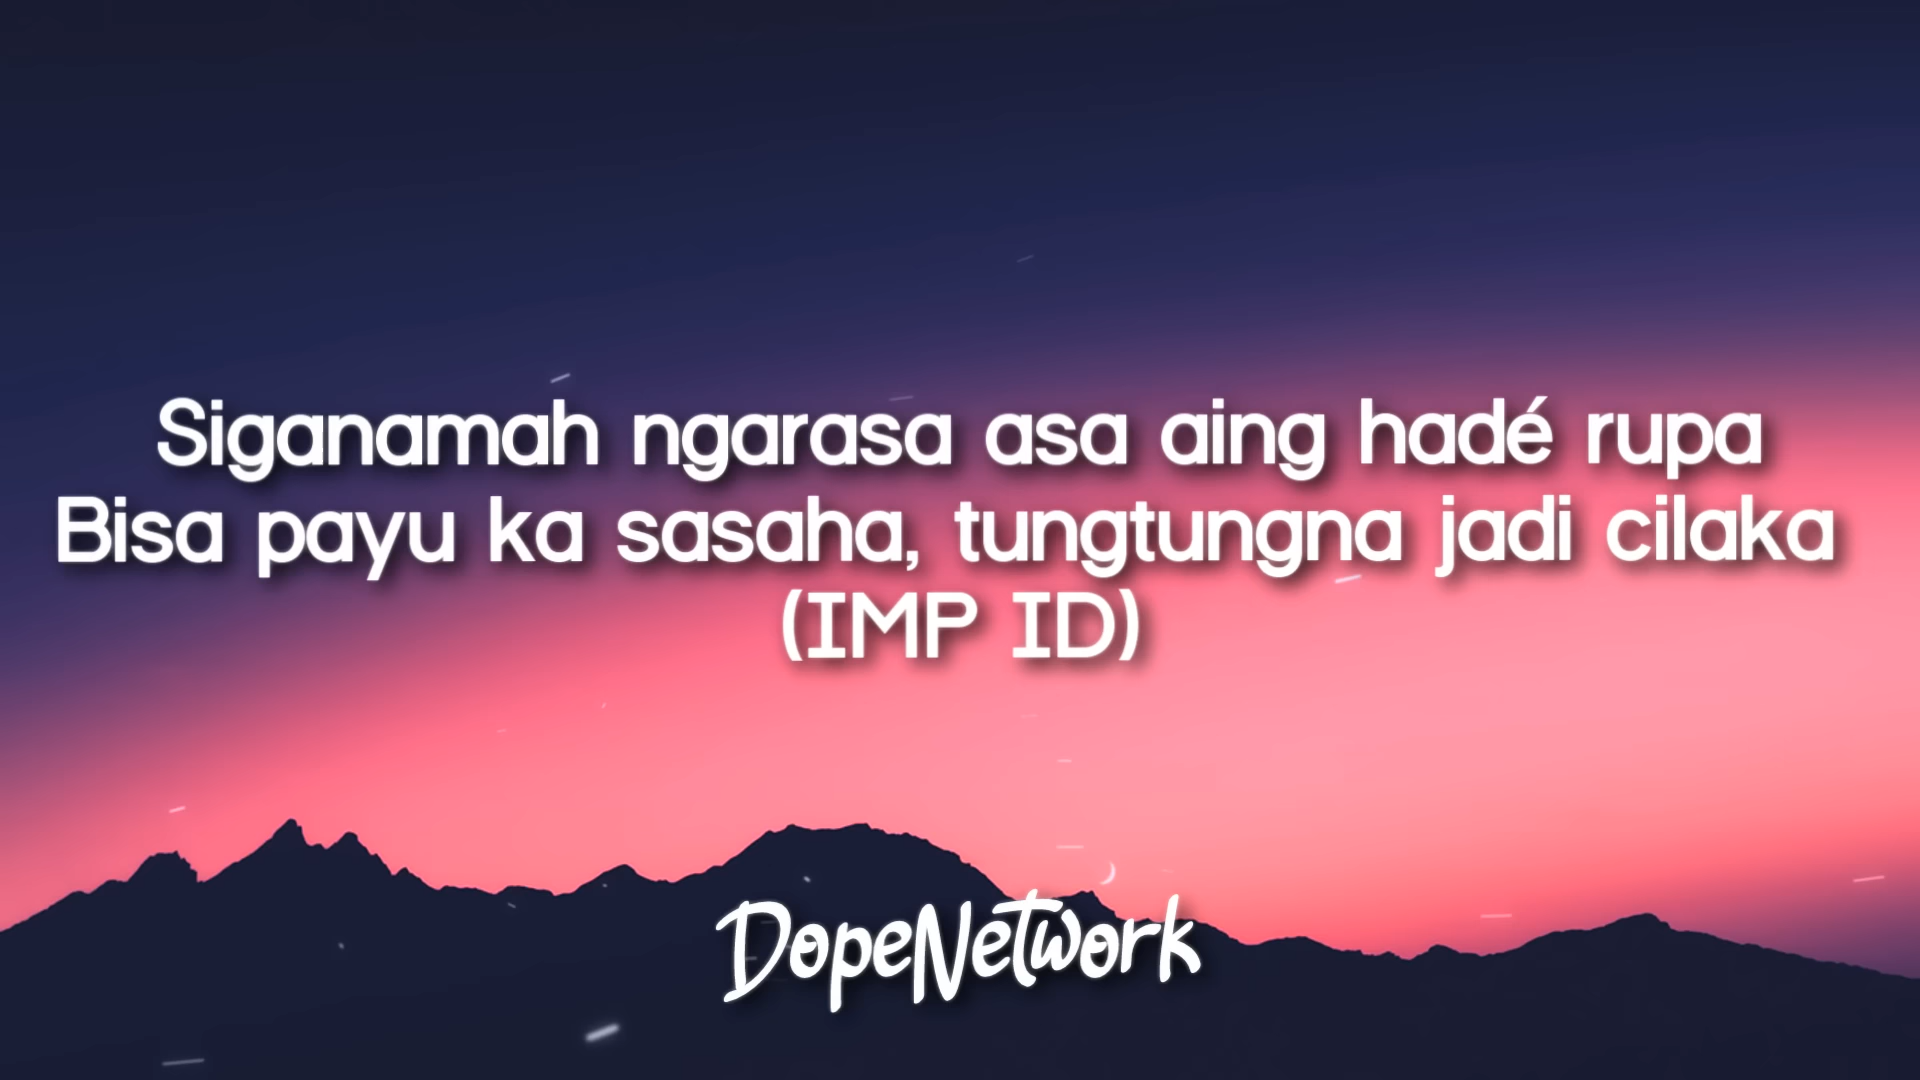 Siganamah ngarasa asa aing hadé rupa
Bisa payu ka sasaha, tungtungna jadi cilaka
(IMP ID)
DopeNetwork